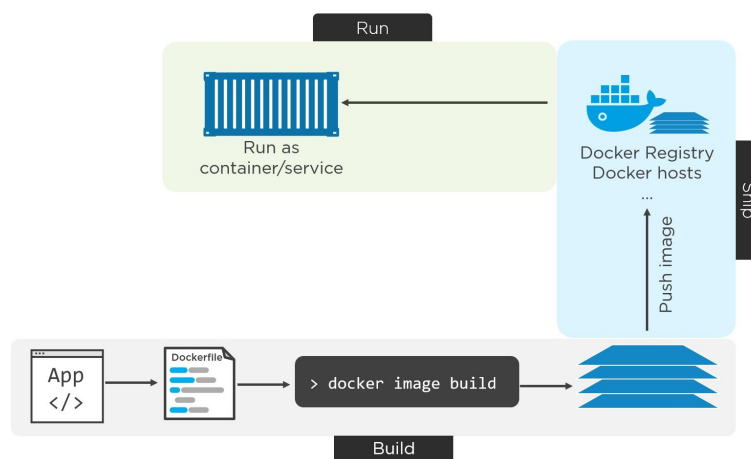 Run
Run as
container/service
Docker Registry
Docker hosts
...
Ship
Push image
App
</>
Dockerfile
> docker image build
Build